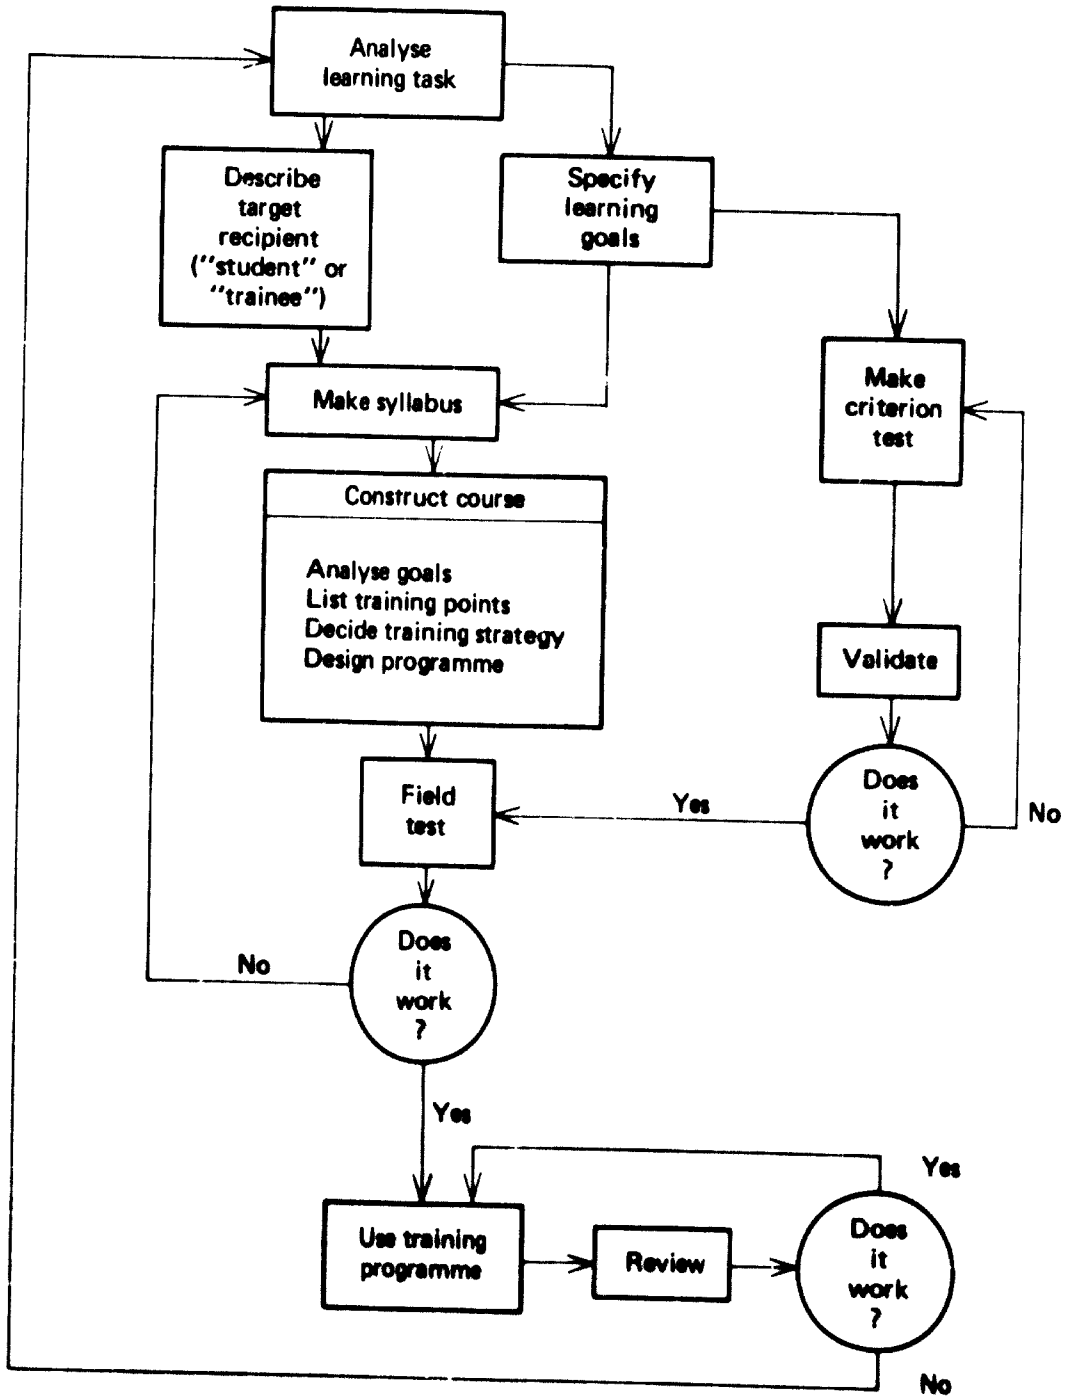 Analyse
learning task
Describe
target
recipient
("student" or
"trainee")
Specify
learning
goals
Make syllabus
Make
criterion
test
Construct course
Analyse goals
List training points
Decide training strategy
Design programme
Validate
Field
test
Yes
Does
it
work
?
No
Does
it
work
?
No
Yes
Yes
Use training
programme
Review
Does
it
work
?
No